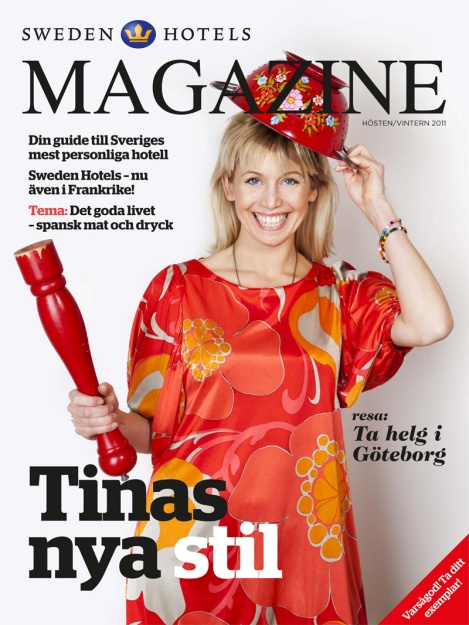 SWEDEN HOTELS
MAGAZINE
HÖSTEN/VINTERN 2011
Din guide till Sveriges
mest personliga hotell
Sweden Hotels – nu
även i Frankrike!
Tema: Det goda livet
– spansk mat och dryck
resa:
Ta helg i
Göteborg
Tinas
nya stil
Varsågod! Ta ditt
exemplar!